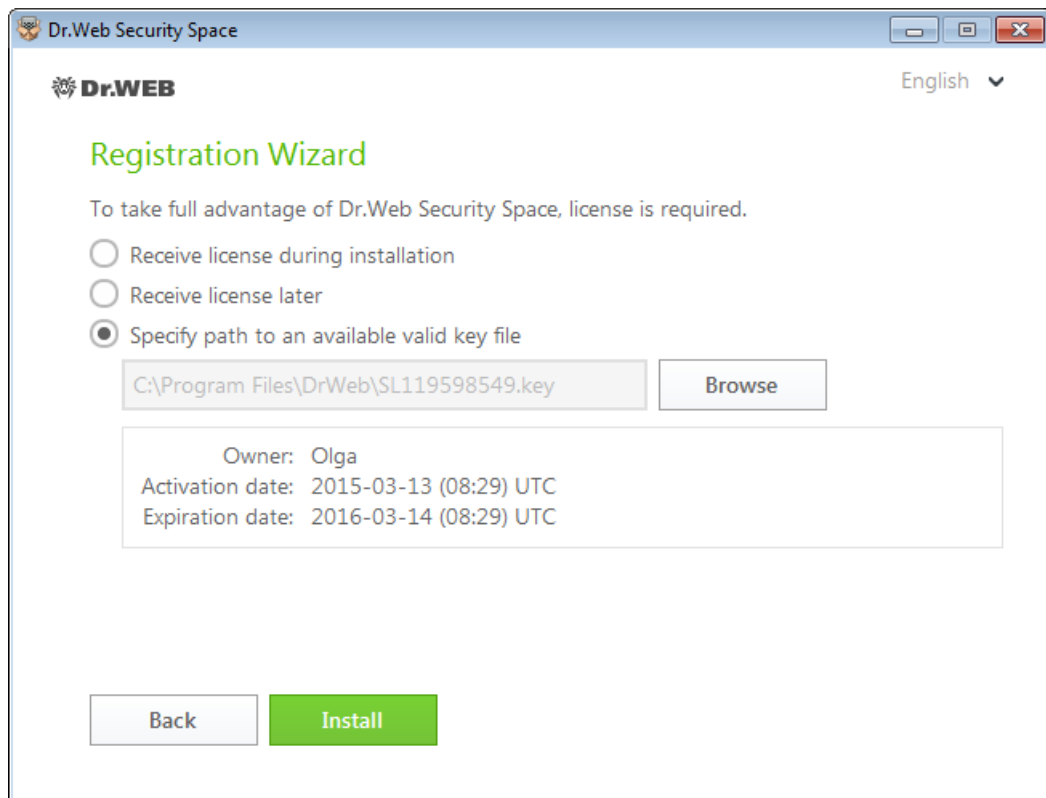 Dr.Web Security Space
Dr.WEB
English
Registration Wizard
To take full advantage of Dr.Web Security Space, license is required.
Receive license during installation
Receive license later
Specify path to an available valid key file
C:\Program Files\DrWeb\SL119598549.key
Browse
Owner: Olga
Activation date: 2015-03-13 (08:29) UTC
Expiration date: 2016-03-14 (08:29) UTC
Back
Install